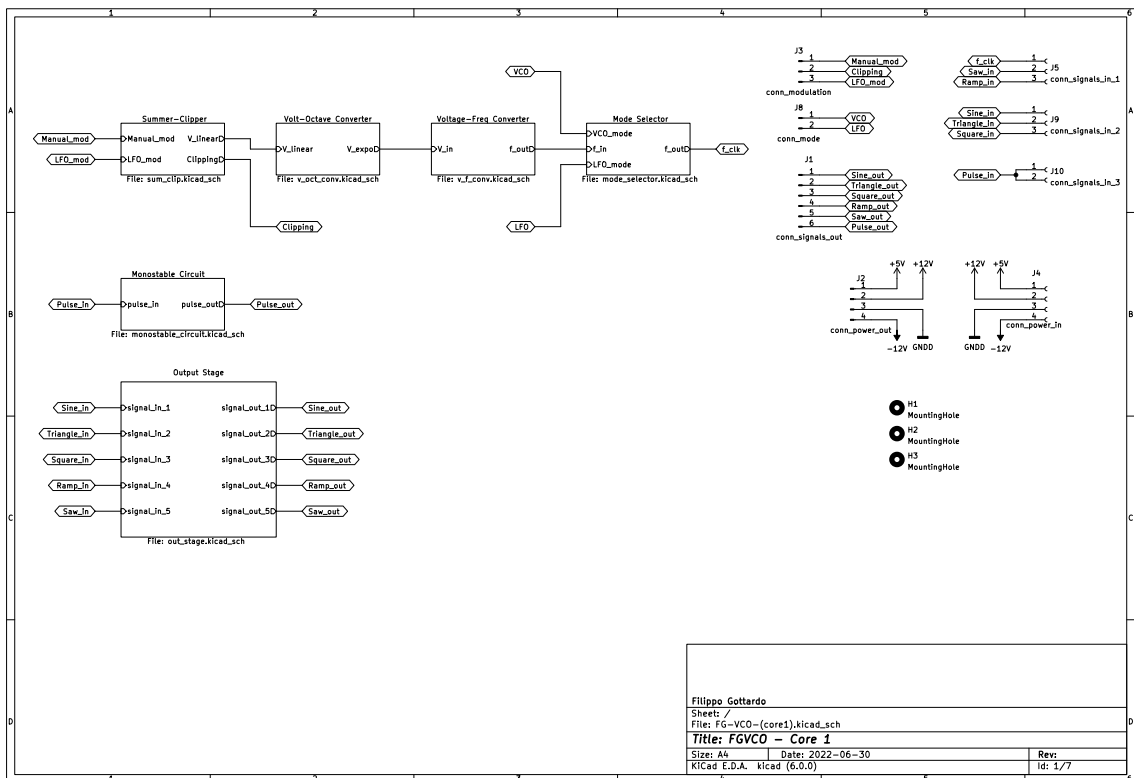 1 2 3 4 5 6
A
B
C
D
A
B
C
D
1 2 3 4 5 6
VCO
Summer-Clipper
Manual_mod
LFO_mod
Manual_mod V_linear
LFO_mod Clipping
File: sum_clip.kicad_sch
Clipping
Volt-Octave Converter
V_linear V_expo
File: v_oct_conv.kicad_sch
Voltage-Freq Converter
V_in f_out
File: v_f_conv.kicad_sch
Mode Selector
VCO_mode
f_in f_out
LFO_mode
File: mode_selector.kicad_sch
f_clk
LFO
J3
1 Manual_mod
2 Clipping
3 LFO_mod
conn_modulation
J8
1 VCO
2 LFO
conn_mode
J1
1 Sine_out
2 Triangle_out
3 Square_out
4 Ramp_out
5 Saw_out
6 Pulse_out
conn_signals_out
f_clk 1
Saw_in 2 J5
Ramp_in 3 conn_signals_in_1
Sine_in 1
Triangle_in 2 J9
Square_in 3 conn_signals_in_2
Pulse_in 1 J10
2 conn_signals_in_3
Monostable Circuit
Pulse_in pulse_in pulse_out Pulse_out
File: monostable_circuit.kicad_sch
+5V +12V +12V +5V
J2
1
2
3
4
conn_power_out
J4
1
2
3
4
conn_power_in
-12V GNDD GNDD -12V
Output Stage
Sine_in signal_in_1 signal_out_1 Sine_out
Triangle_in signal_in_2 signal_out_2 Triangle_out
Square_in signal_in_3 signal_out_3 Square_out
Ramp_in signal_in_4 signal_out_4 Ramp_out
Saw_in signal_in_5 signal_out_5 Saw_out
File: out_stage.kicad_sch
H1
MountingHole
H2
MountingHole
H3
MountingHole
Filippo Gottardo
Sheet: /
File: FG-VCO-(core1).kicad_sch
Title: FGVCO - Core 1
Size: A4 Date: 2022-06-30 Rev:
KiCad E.D.A. kicad (6.0.0) Id: 1/7